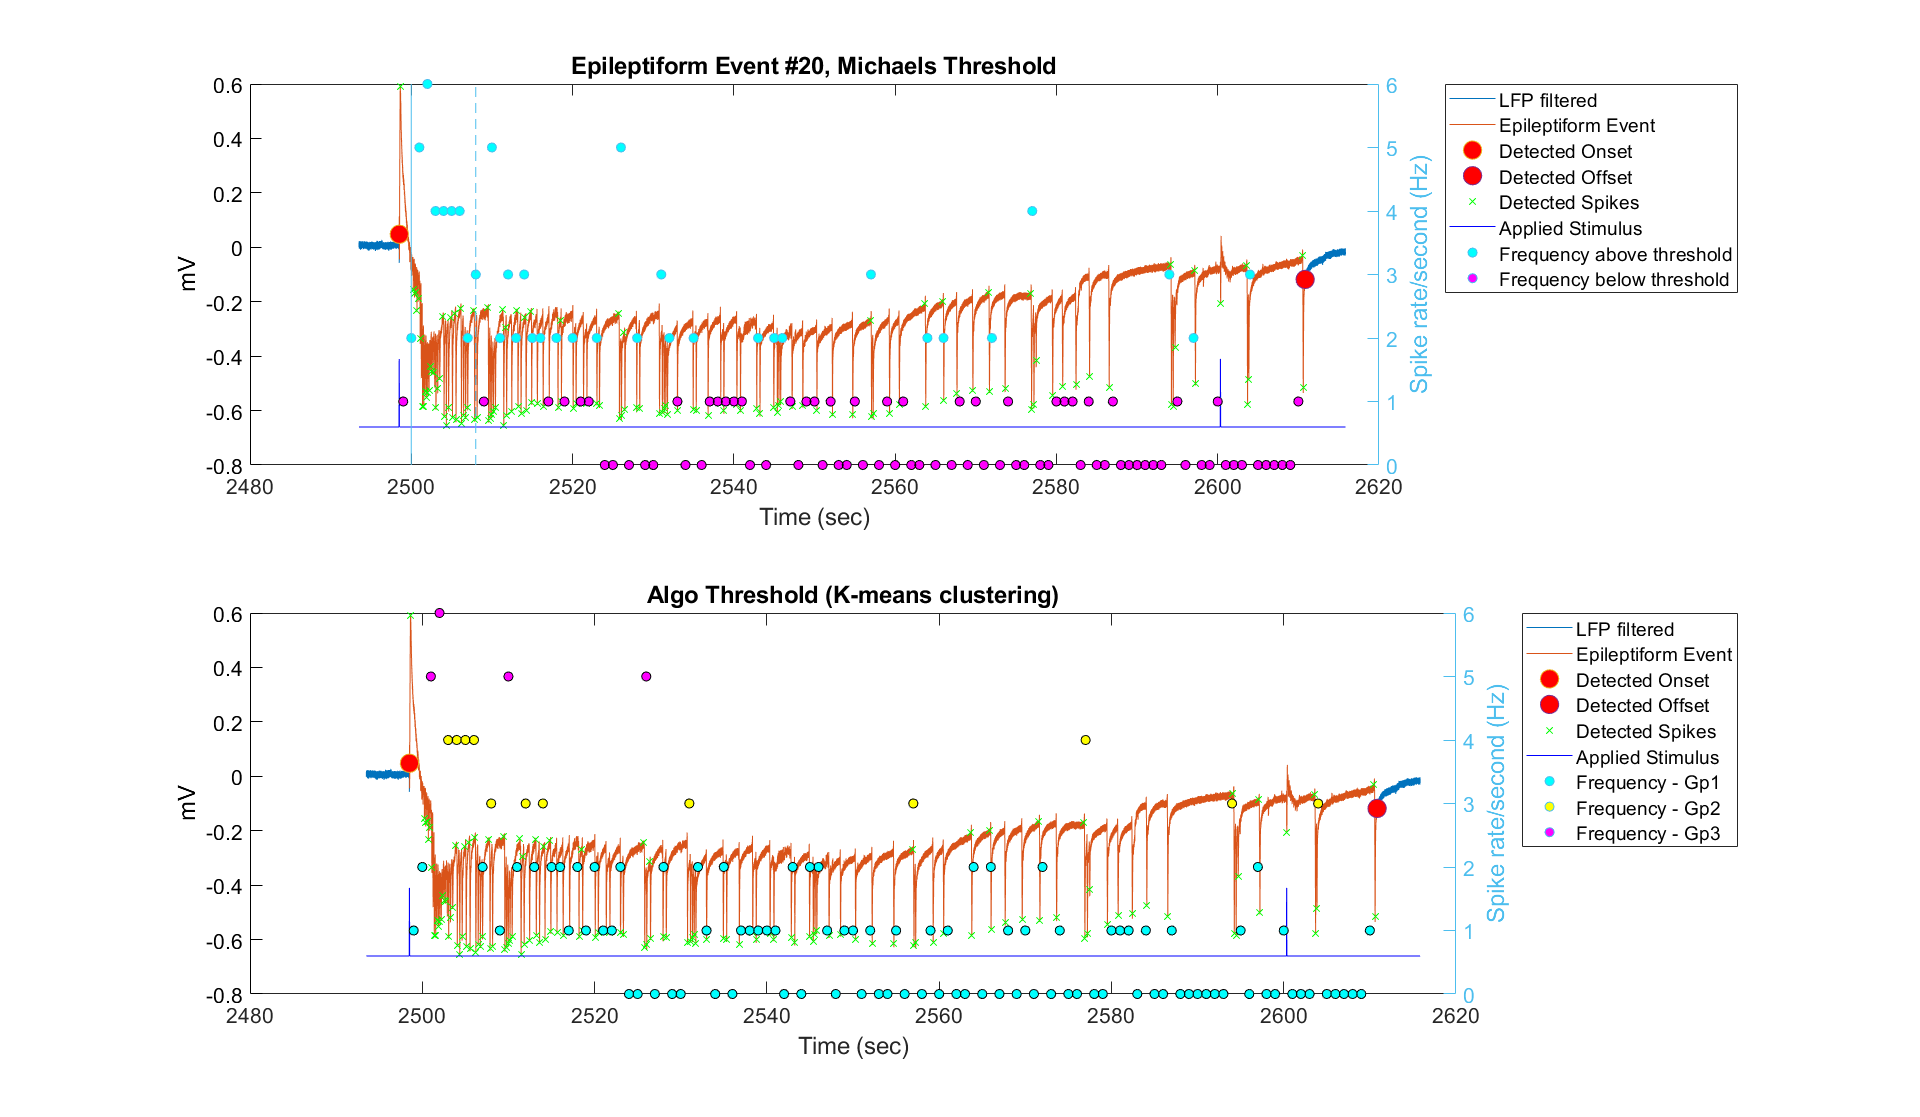 Epileptiform Event #20, Michaels Threshold
0.6
0.4
0.2
0
-0.2
-0.4
-0.6
-0.8
mV
6
5
4
3
2
1
0
Spike rate/second (Hz)
2480
2500
2520
2540
2560
2580
2600
2620
Time (sec)
LFP filtered
Epileptiform Event
Detected Onset
Detected Offset
Detected Spikes
Applied Stimulus
Frequency above threshold
Frequency below threshold
Algo Threshold (K-means clustering)
0.6
0.4
0.2
0
-0.2
-0.4
-0.6
-0.8
mV
6
5
4
3
2
1
0
Spike rate/second (Hz)
2480
2500
2520
2540
2560
2580
2600
2620
Time (sec)
LFP filtered
Epileptiform Event
Detected Onset
Detected Offset
Detected Spikes
Applied Stimulus
Frequency - Gp1
Frequency - Gp2
Frequency - Gp3